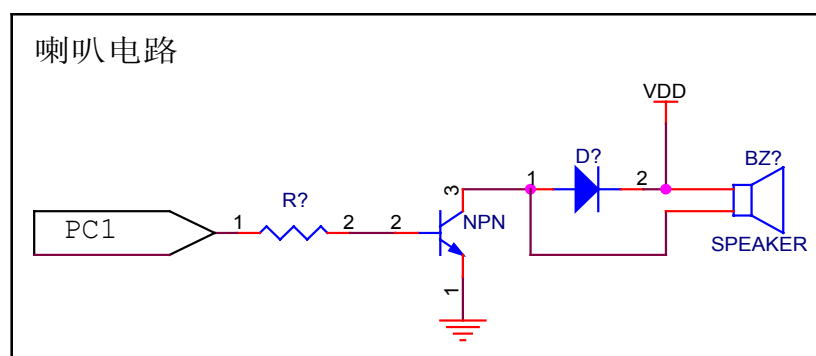 喇叭电路
VDD
D?
BZ?
1
2
3
R?
NPN
PC1
1
2
2
SPEAKER
1